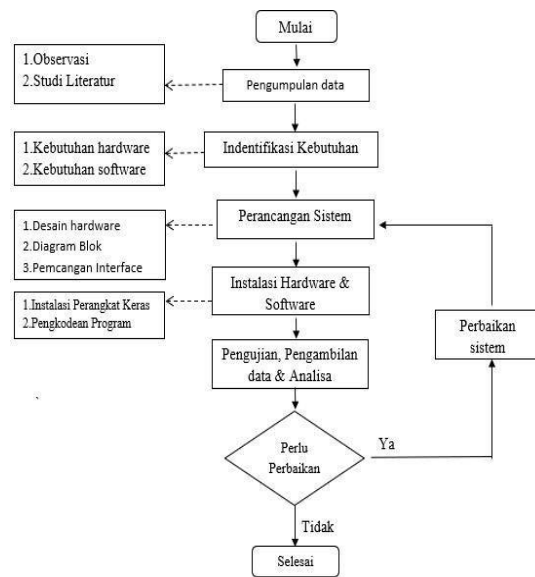 Mulai
1.Observasi
2.Studi Literatur
Pengumpulan data
1.Kebutuhan hardware
2.Kebutuhan software
Indentifikasi Kebutuhan
1.Desain hardware
2.Diagram Blok
3.Pemcangan Interface
Perancangan Sistem
1.Instalasi Perangkat Keras
2.Pengkodean Program
Instalasi Hardware &
Software
Perbaikan
sistem
Pengujian, Pengambilan
data & Analisa
Perlu
Perbaikan
Ya
Tidak
Selesai